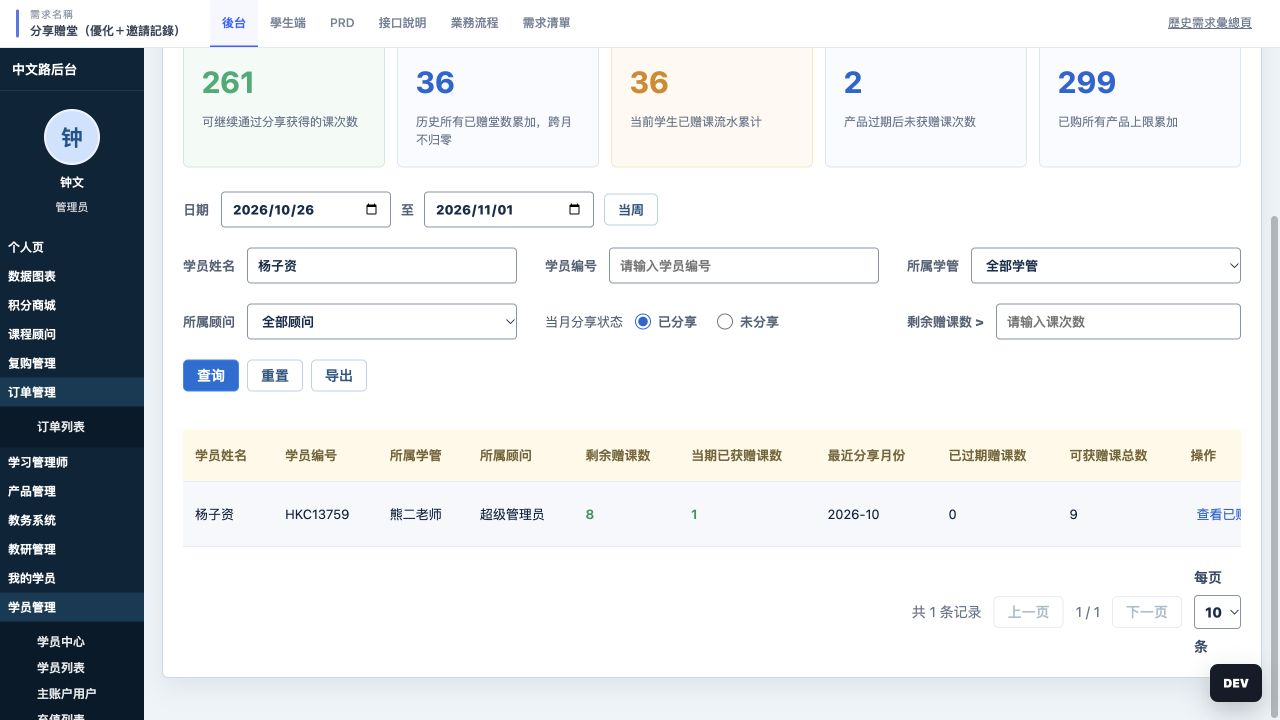 需求名稱
分享贈堂（優化＋邀請記錄）
後台 學生端 PRD 接口說明 業務流程 需求清單
歷史需求彙總頁
中文路后台
钟
钟文
管理员
个人页
数据图表
积分商城
课程顾问
复购管理
订单管理
订单列表
学习管理师
产品管理
教务系统
教研管理
我的学员
学员管理
学员中心
学员列表
主账户用户
充值列表
261
可继续通过分享获得的课次数
36
历史所有已赠堂数累加，跨月
不归零
36
当前学生已赠课流水累计
2
产品过期后未获赠课次数
299
已购所有产品上限累加
日期 2026/10/26 至 2026/11/01 当周
学员姓名 杨子资 学员编号 请输入学员编号 所属学管 全部学管
所属顾问 全部顾问 当月分享状态 已分享 未分享 剩余赠课数 > 请输入课次数
查询 重置 导出
学员姓名 学员编号 所属学管 所属顾问 剩余赠课数 当期已获赠课数 最近分享月份 已过期赠课数 可获赠课总数 操作
杨子资 HKC13759 熊二老师 超级管理员 8 1 2026-10 0 9 查看已
共 1 条记录 上一页 1 / 1 下一页 每页 10 条
DEV